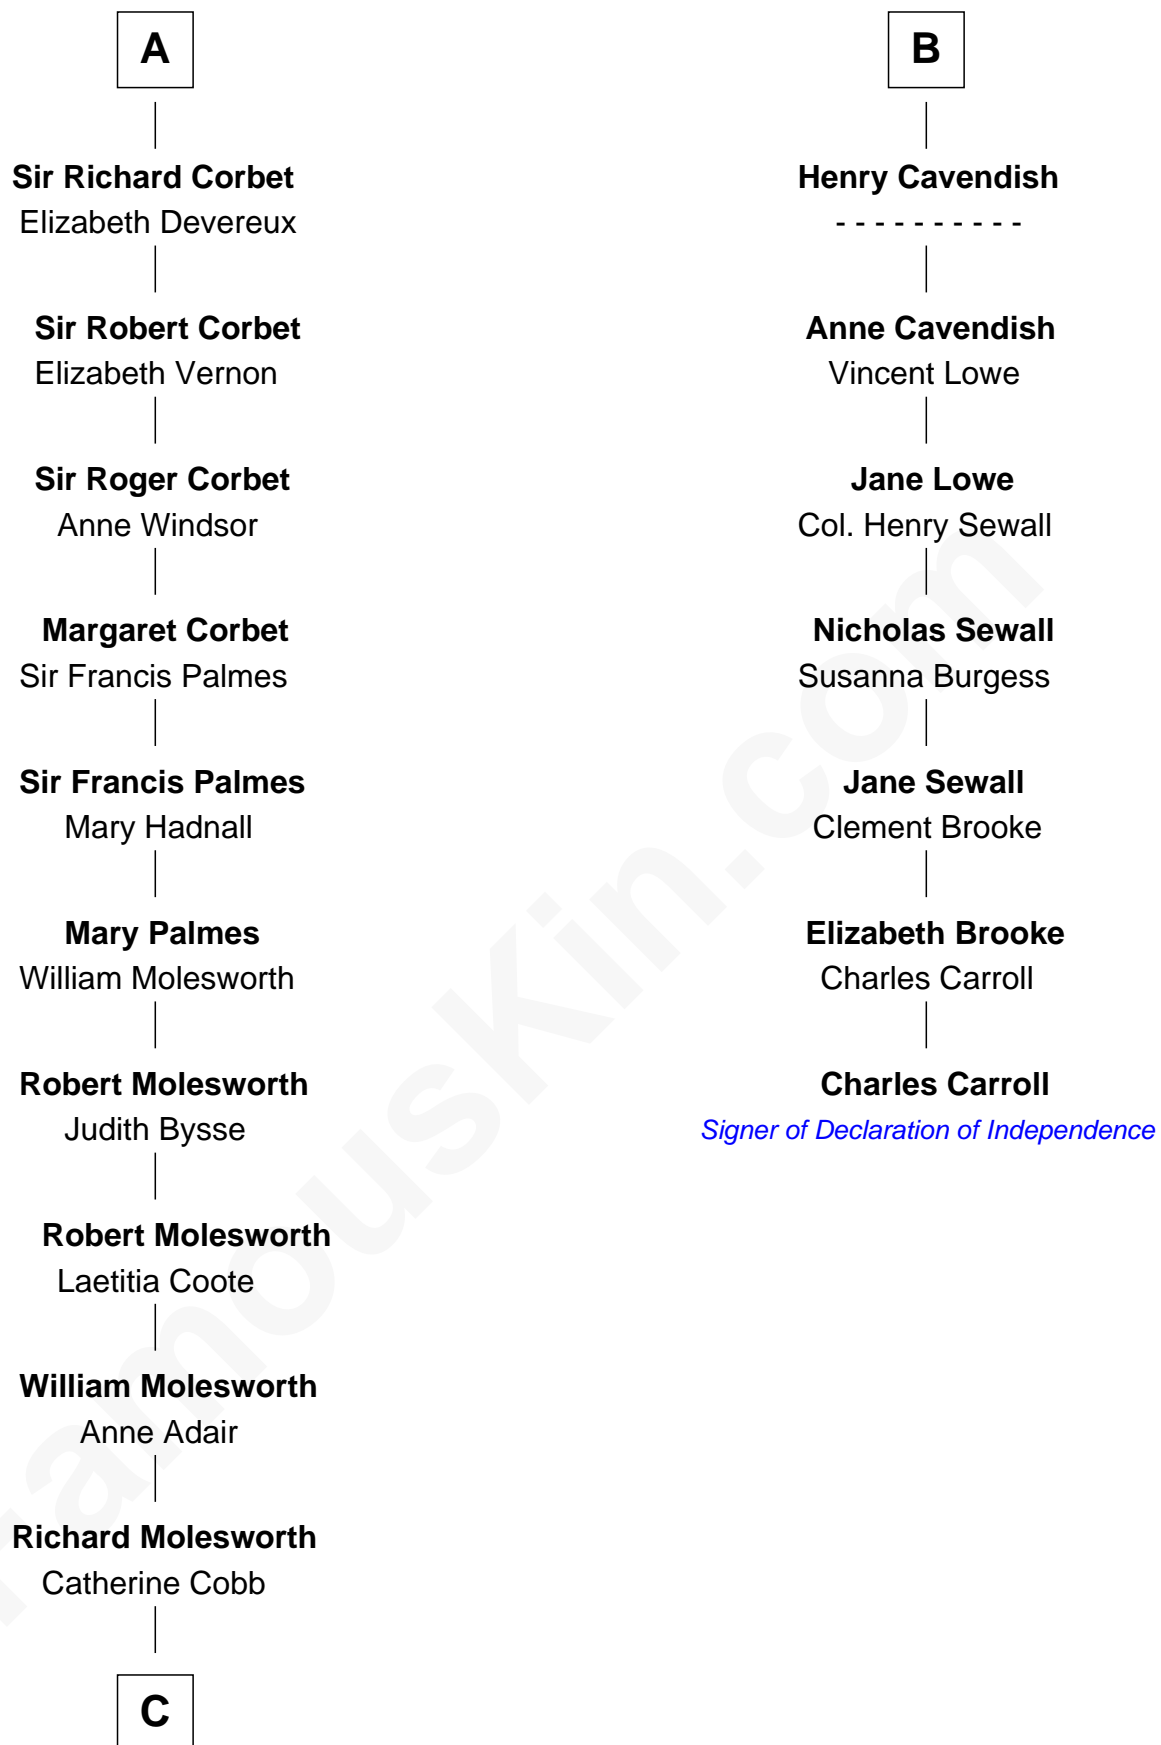 A
Sir Richard Corbet
Elizabeth Devereux
Sir Robert Corbet
Elizabeth Vernon
Sir Roger Corbet
Anne Windsor
Margaret Corbet
Sir Francis Palmes
Sir Francis Palmes
Mary Hadnall
Mary Palmes
William Molesworth
Robert Molesworth
Judith Bysse
Robert Molesworth
Laetitia Coote
William Molesworth
Anne Adair
Richard Molesworth
Catherine Cobb
C
B
Henry Cavendish
- - - - - - - - - -
Anne Cavendish
Vincent Lowe
Jane Lowe
Col. Henry Sewall
Nicholas Sewall
Susanna Burgess
Jane Sewall
Clement Brooke
Elizabeth Brooke
Charles Carroll
Charles Carroll
Signer of Declaration of Independence
FamousKin.com